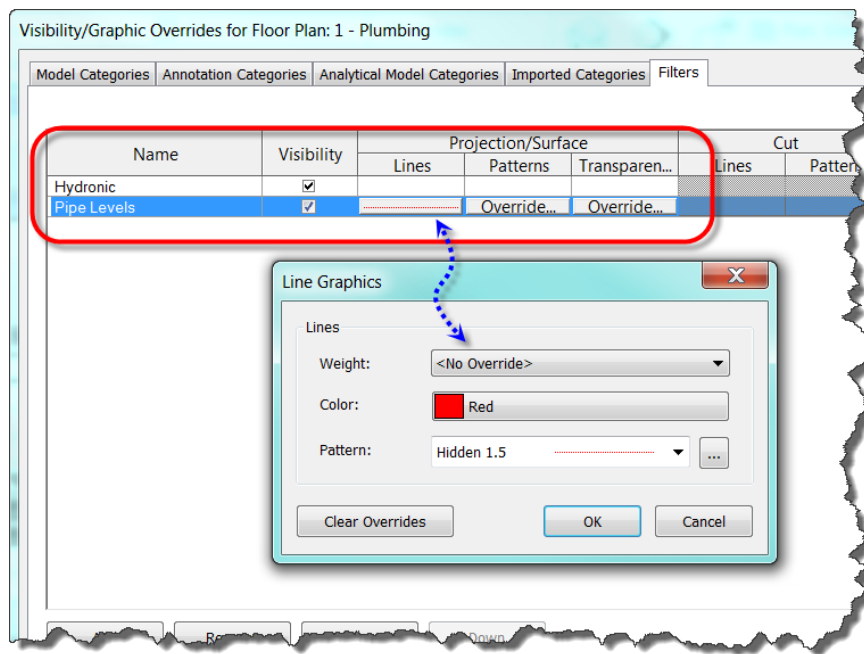 Visibility/Graphic Overrides for Floor Plan: 1 - Plumbing
Model Categories Annotation Categories Analytical Model Categories Imported Categories Filters
Name Visibility Projection/Surface Cut
Lines Patterns Transparen... Lines
Hydronic
Pipe Levels Override... Override...
Line Graphics
Lines
Weight: <No Override>
Color: Red
Pattern: Hidden 1.5 ...
Clear Overrides OK Cancel